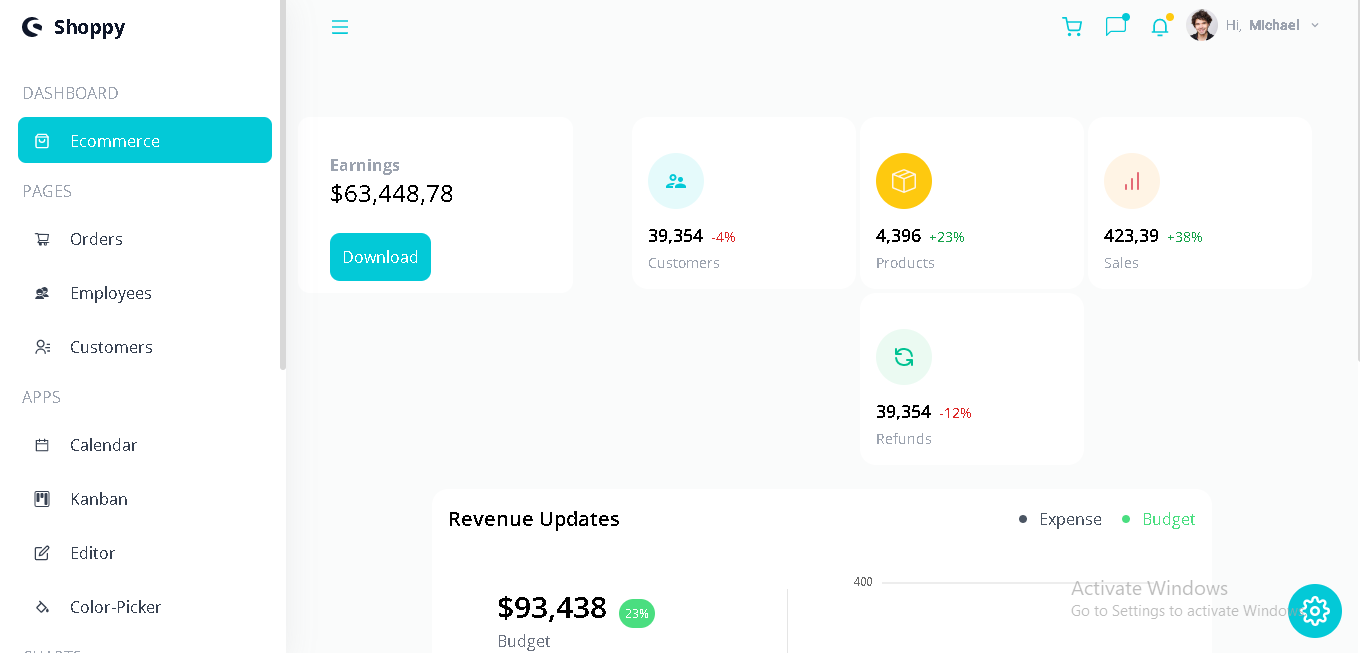 Shoppy
DASHBOARD
Ecommerce
PAGES
Orders
Employees
Customers
APPS
Calendar
Kanban
Editor
Color-Picker
CHARTS
Hi, Michael
Earnings
$63,448,78
Download
39,354 -4%
Customers
4,396 +23%
Products
423,39 +38%
Sales
39,354 -12%
Refunds
Revenue Updates
Expense
Budget
$93,438 23%
Budget
400
Activate Windows
Go to Settings to activate Windows